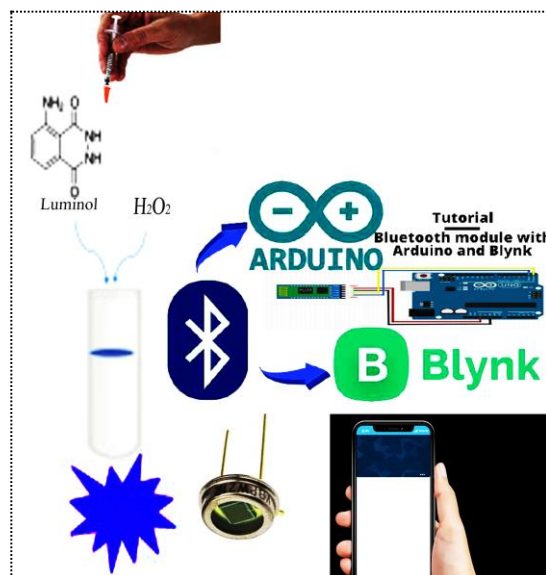 NH₂
O
NH
NH
O
Luminol
H₂O₂
ARDUINO
Tutorial
Bluetooth module with
Arduino and Blynk
B Blynk